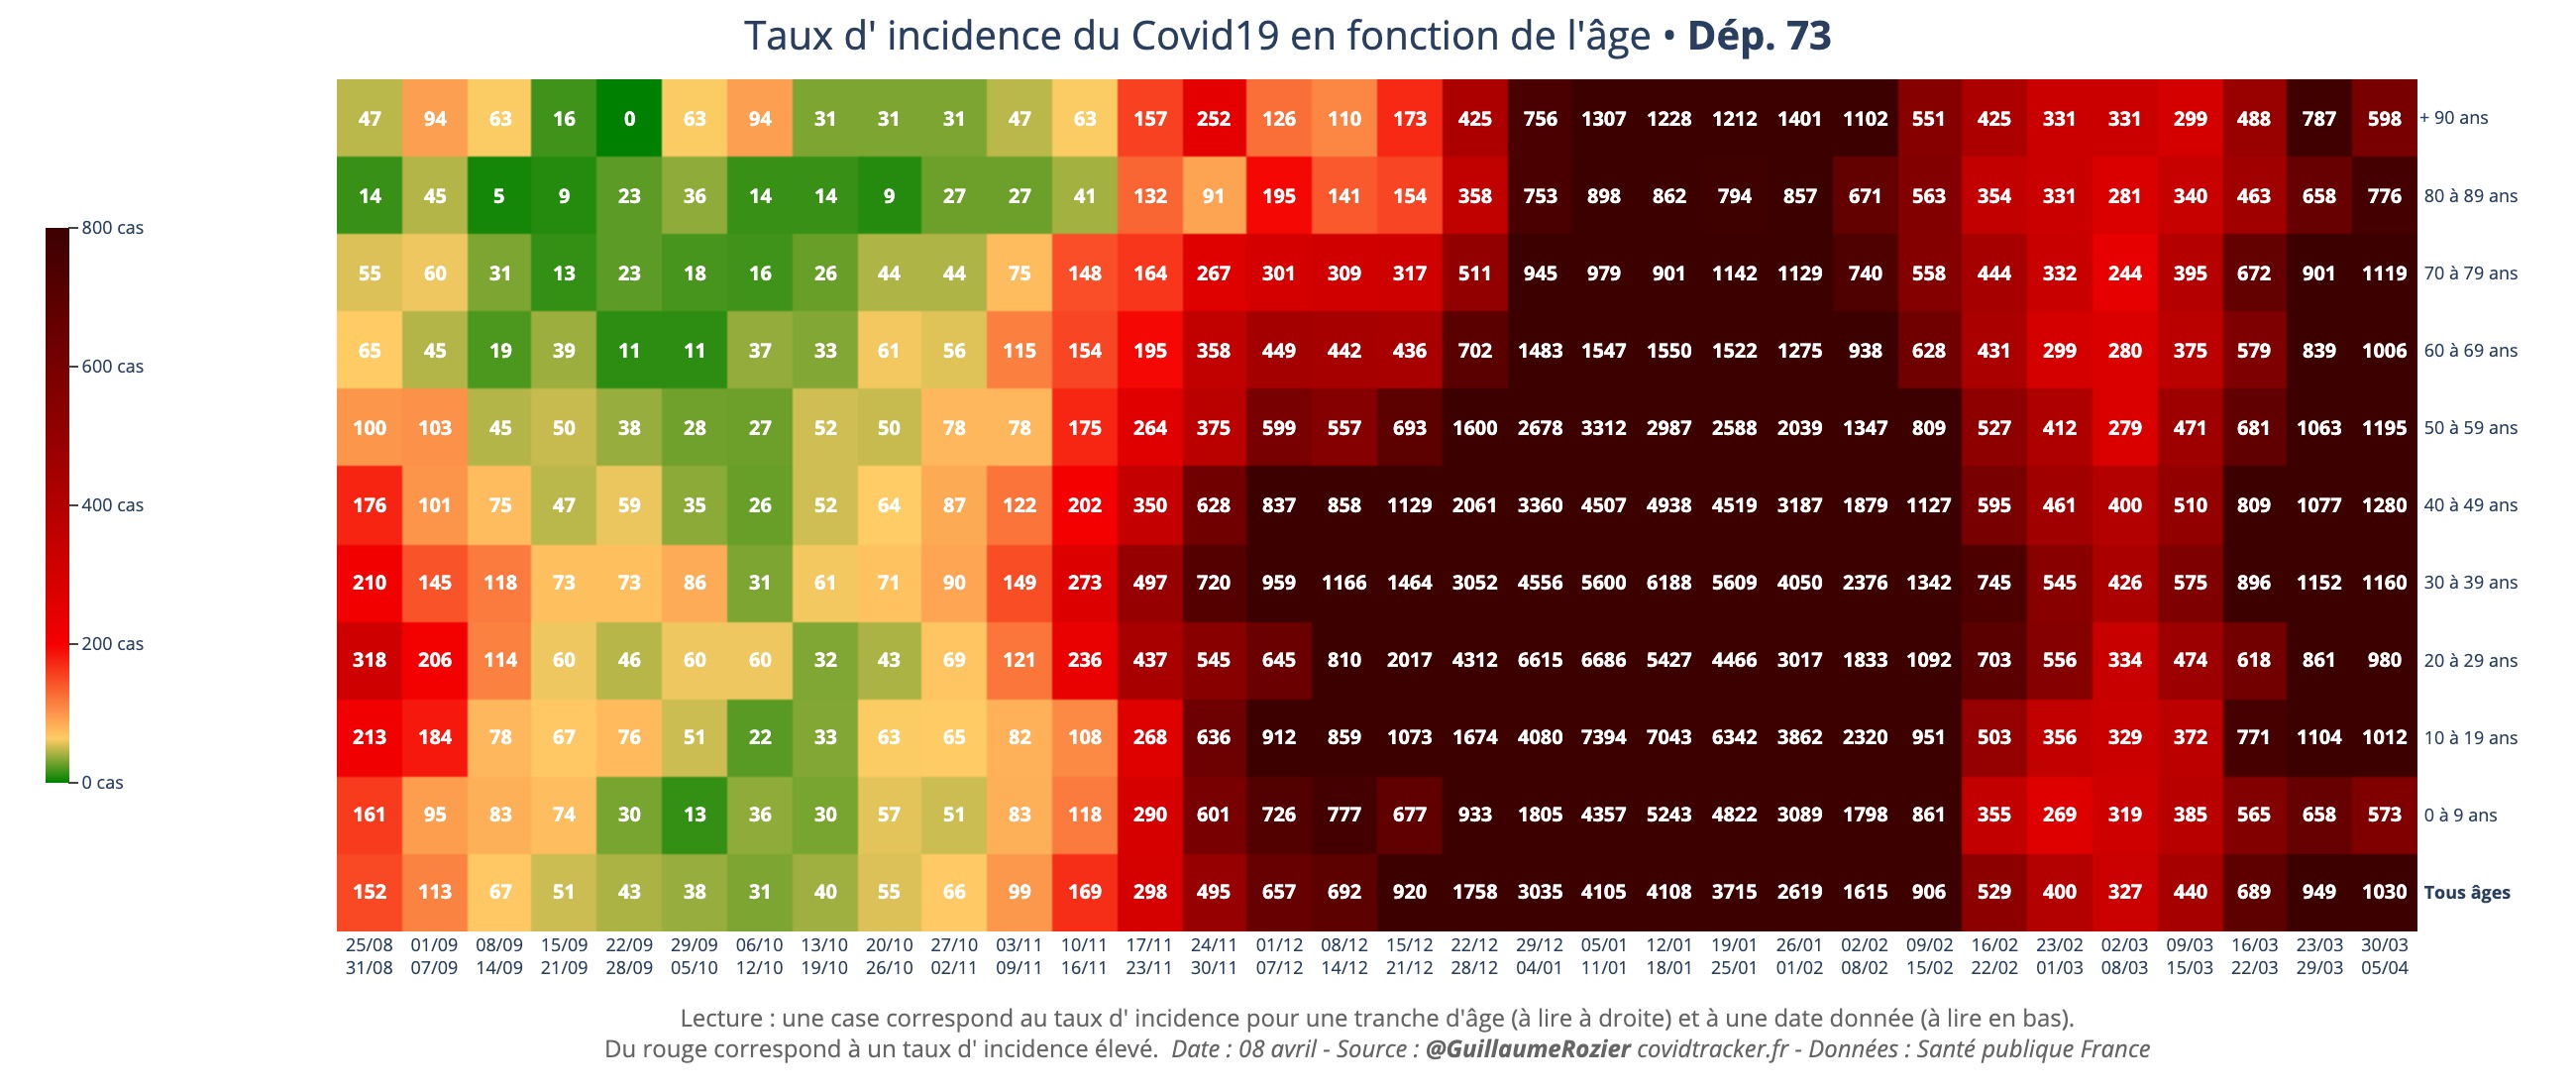 Taux d' incidence du Covid19 en fonction de l'âge • Dép. 73
47 94 63 16 0 63 94 31 31 31 47 63 157 252 126 110 173 425 756 1307 1228 1212 1401 1102 551 425 331 331 299 488 787 598 + 90 ans
14 45 5 9 23 36 14 14 9 27 27 41 132 91 195 141 154 358 753 898 862 794 857 671 563 354 331 281 340 463 658 776 80 à 89 ans
800 cas
55 60 31 13 23 18 16 26 44 44 75 148 164 267 301 309 317 511 945 979 901 1142 1129 740 558 444 332 244 395 672 901 1119 70 à 79 ans
65 45 19 39 11 11 37 33 61 56 115 154 195 358 449 442 436 702 1483 1547 1550 1522 1275 938 628 431 299 280 375 579 839 1006 60 à 69 ans
600 cas
100 103 45 50 38 28 27 52 50 78 78 175 264 375 599 557 693 1600 2678 3312 2987 2588 2039 1347 809 527 412 279 471 681 1063 1195 50 à 59 ans
400 cas
176 101 75 47 59 35 26 52 64 87 122 202 350 628 837 858 1129 2061 3360 4507 4938 4519 3187 1879 1127 595 461 400 510 809 1077 1280 40 à 49 ans
210 145 118 73 73 86 31 61 71 90 149 273 497 720 959 1166 1464 3052 4556 5600 6188 5609 4050 2376 1342 745 545 426 575 896 1152 1160 30 à 39 ans
200 cas
318 206 114 60 46 60 60 32 43 69 121 236 437 545 645 810 2017 4312 6615 6686 5427 4466 3017 1833 1092 703 556 334 474 618 861 980 20 à 29 ans
213 184 78 67 76 51 22 33 63 65 82 108 268 636 912 859 1073 1674 4080 7394 7043 6342 3862 2320 951 503 356 329 372 771 1104 1012 10 à 19 ans
0 cas
161 95 83 74 30 13 36 30 57 51 83 118 290 601 726 777 677 933 1805 4357 5243 4822 3089 1798 861 355 269 319 385 565 658 573 0 à 9 ans
152 113 67 51 43 38 31 40 55 66 99 169 298 495 657 692 920 1758 3035 4105 4108 3715 2619 1615 906 529 400 327 440 689 949 1030 Tous âges
25/08 01/09 08/09 15/09 22/09 29/09 06/10 13/10 20/10 27/10 03/11 10/11 17/11 24/11 01/12 08/12 15/12 22/12 29/12 05/01 12/01 19/01 26/01 02/02 09/02 16/02 23/02 02/03 09/03 16/03 23/03 30/03
31/08 07/09 14/09 21/09 28/09 05/10 12/10 19/10 26/10 02/11 09/11 16/11 23/11 30/11 07/12 14/12 21/12 28/12 04/01 11/01 18/01 25/01 01/02 08/02 15/02 22/02 01/03 08/03 15/03 22/03 29/03 05/04
Lecture : une case correspond au taux d' incidence pour une tranche d'âge (à lire à droite) et à une date donnée (à lire en bas).
Du rouge correspond à un taux d' incidence élevé. Date : 08 avril - Source : @GuillaumeRozier covidtracker.fr - Données : Santé publique France